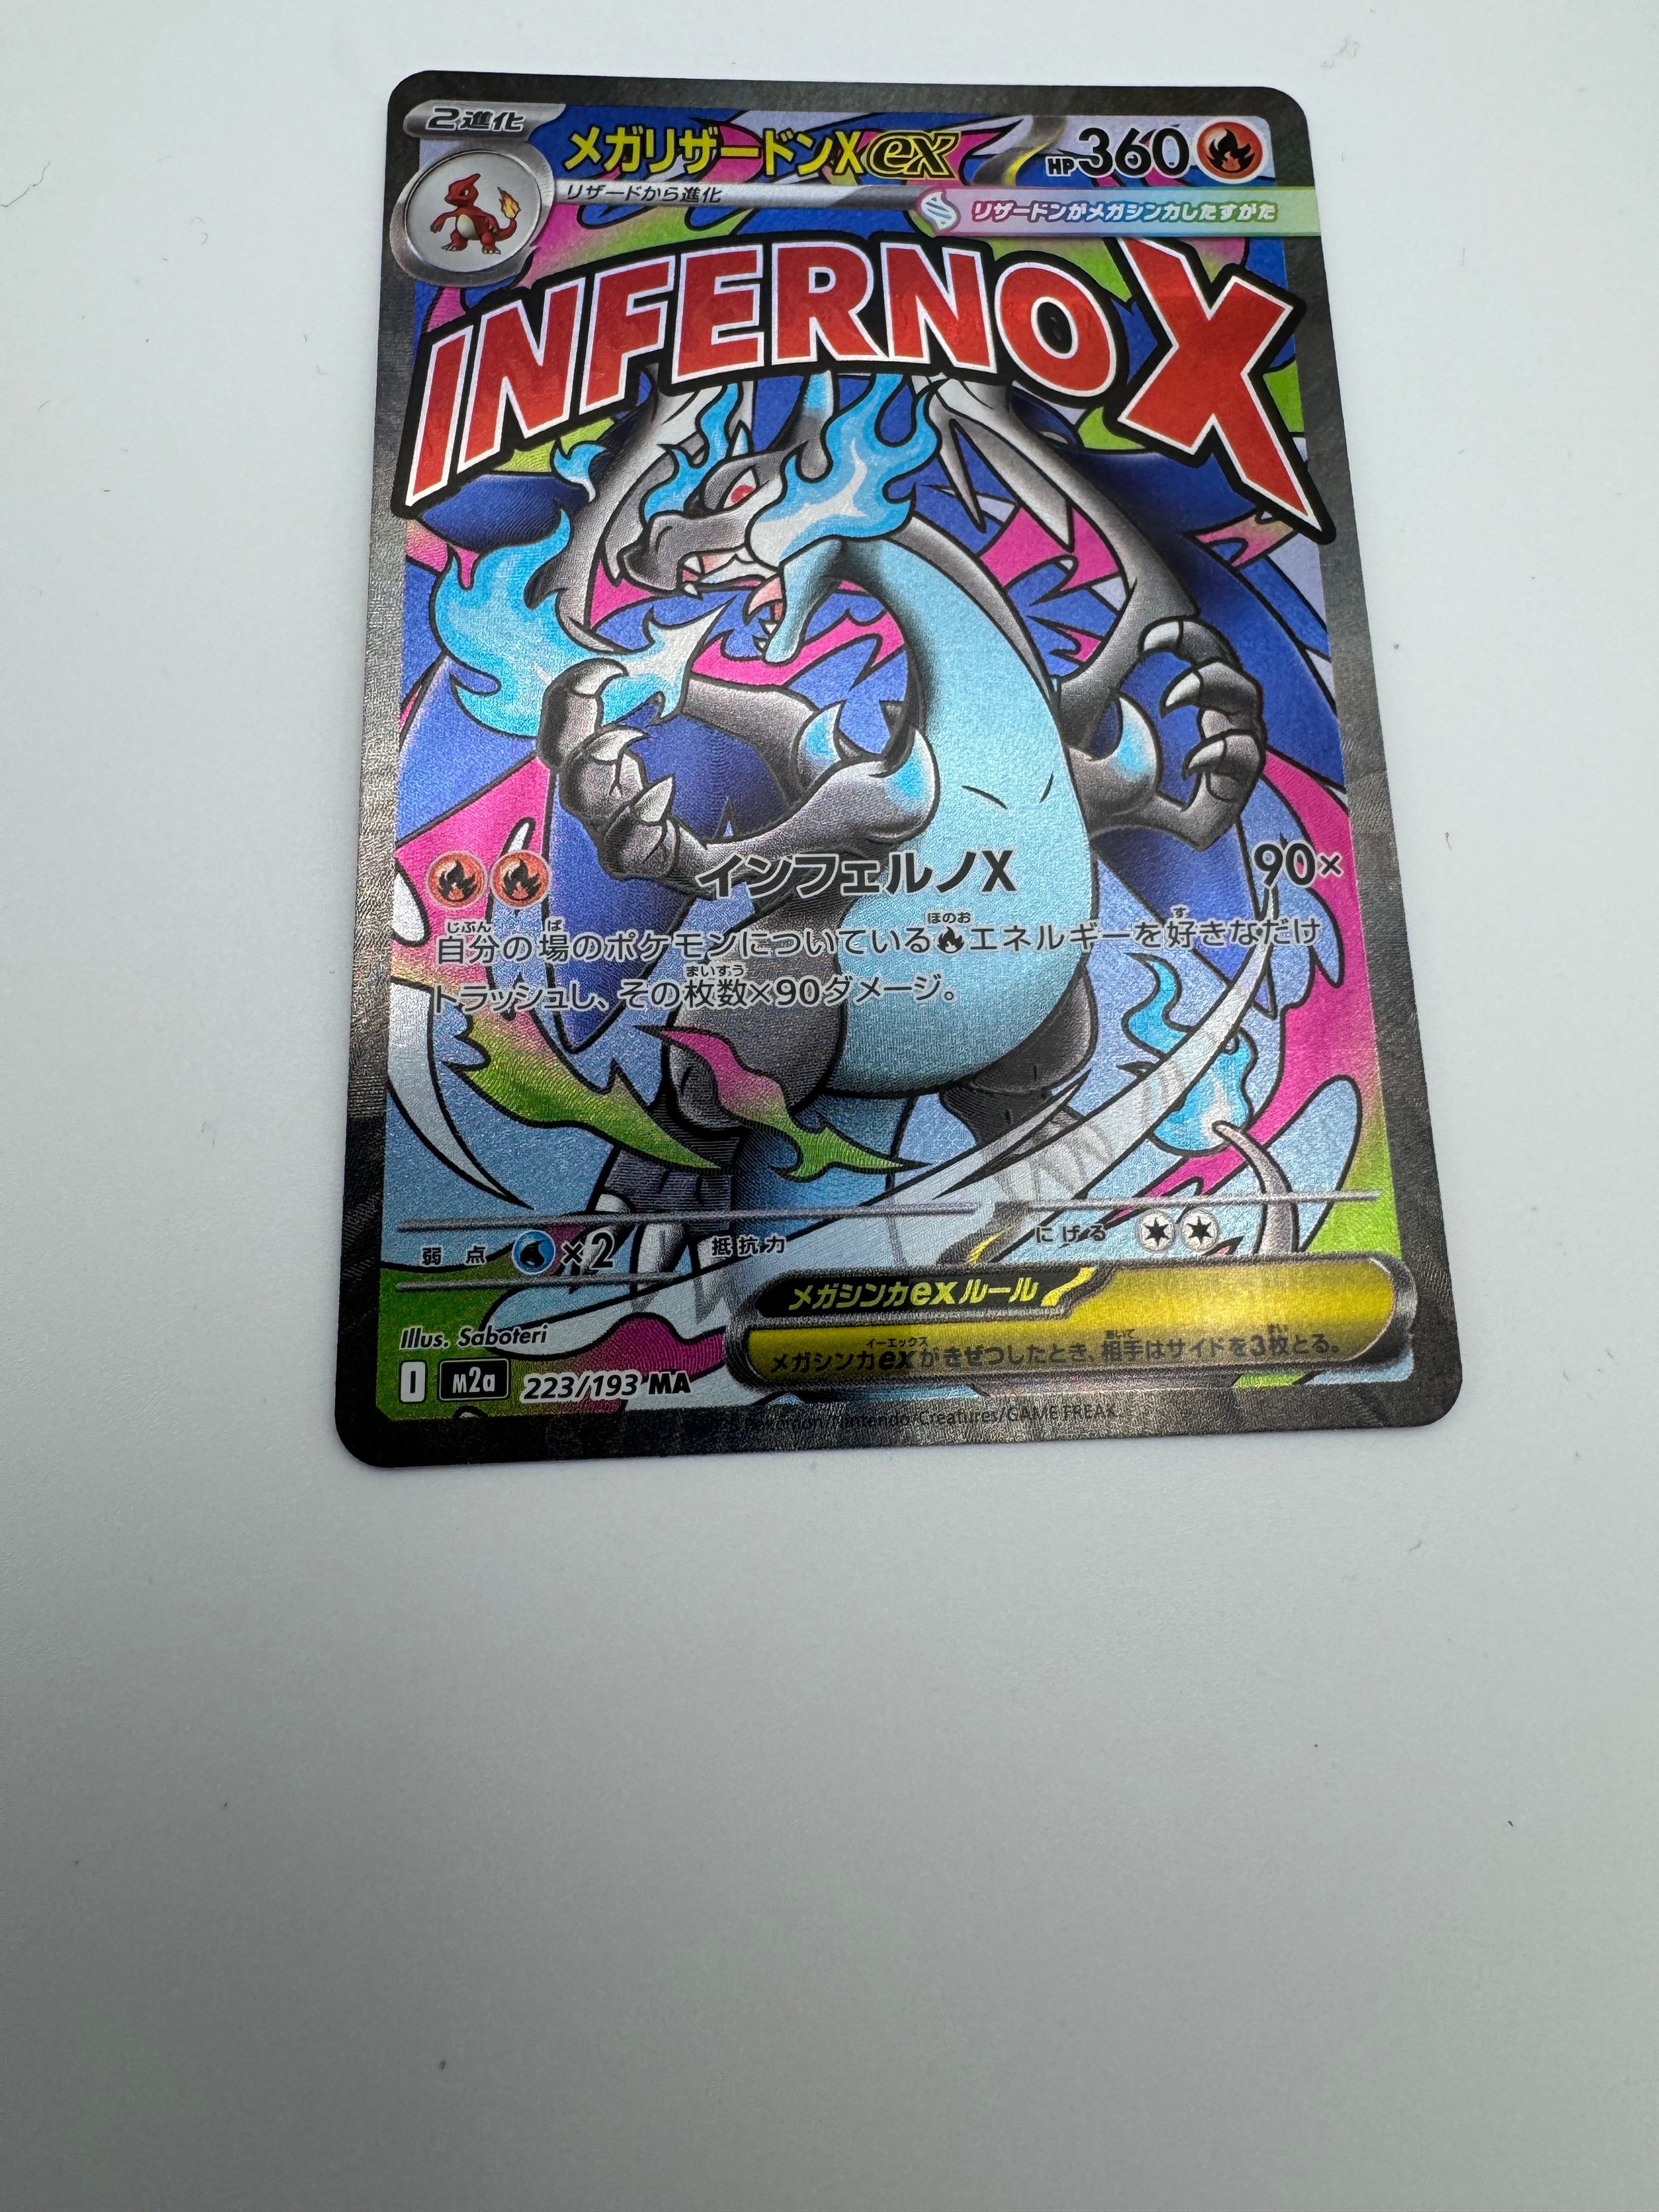 2進化
メガリザードンXex
HP360
リザードから進化
リザードンがメガシンカしたすがた
INFERNO X
インフェルノX 90×
じぶん ば ほのお す
自分の場のポケモンについているエネルギーを好きなだけ
まいすう
トラッシュし、その枚数×90ダメージ。
弱点 ×2 抵抗力 にげる
メガシンカexルール
イーエックス あいて まい
メガシンカexがきぜつしたとき、相手はサイドを3枚とる。
Illus. Saboteri
I m2a 223/193 MA
Pokémon/Nintendo/Creatures/GAME FREAK.